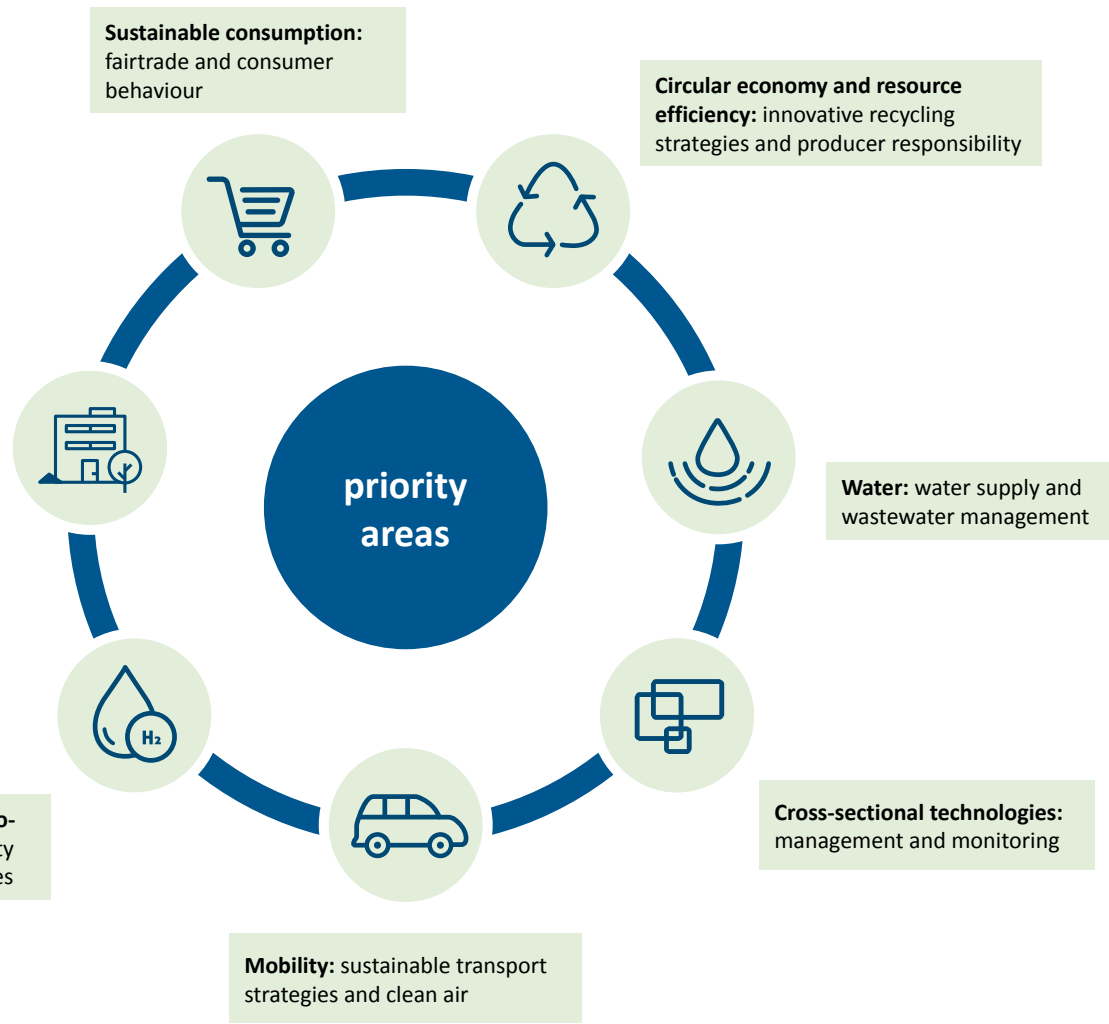 Sustainable consumption:
fairtrade and consumer
behaviour
Circular economy and resource
efficiency: innovative recycling
strategies and producer responsibility
priority
areas
Water: water supply and
wastewater management
H₂
Cross-sectional technologies:
management and monitoring
Mobility: sustainable transport
strategies and clean air